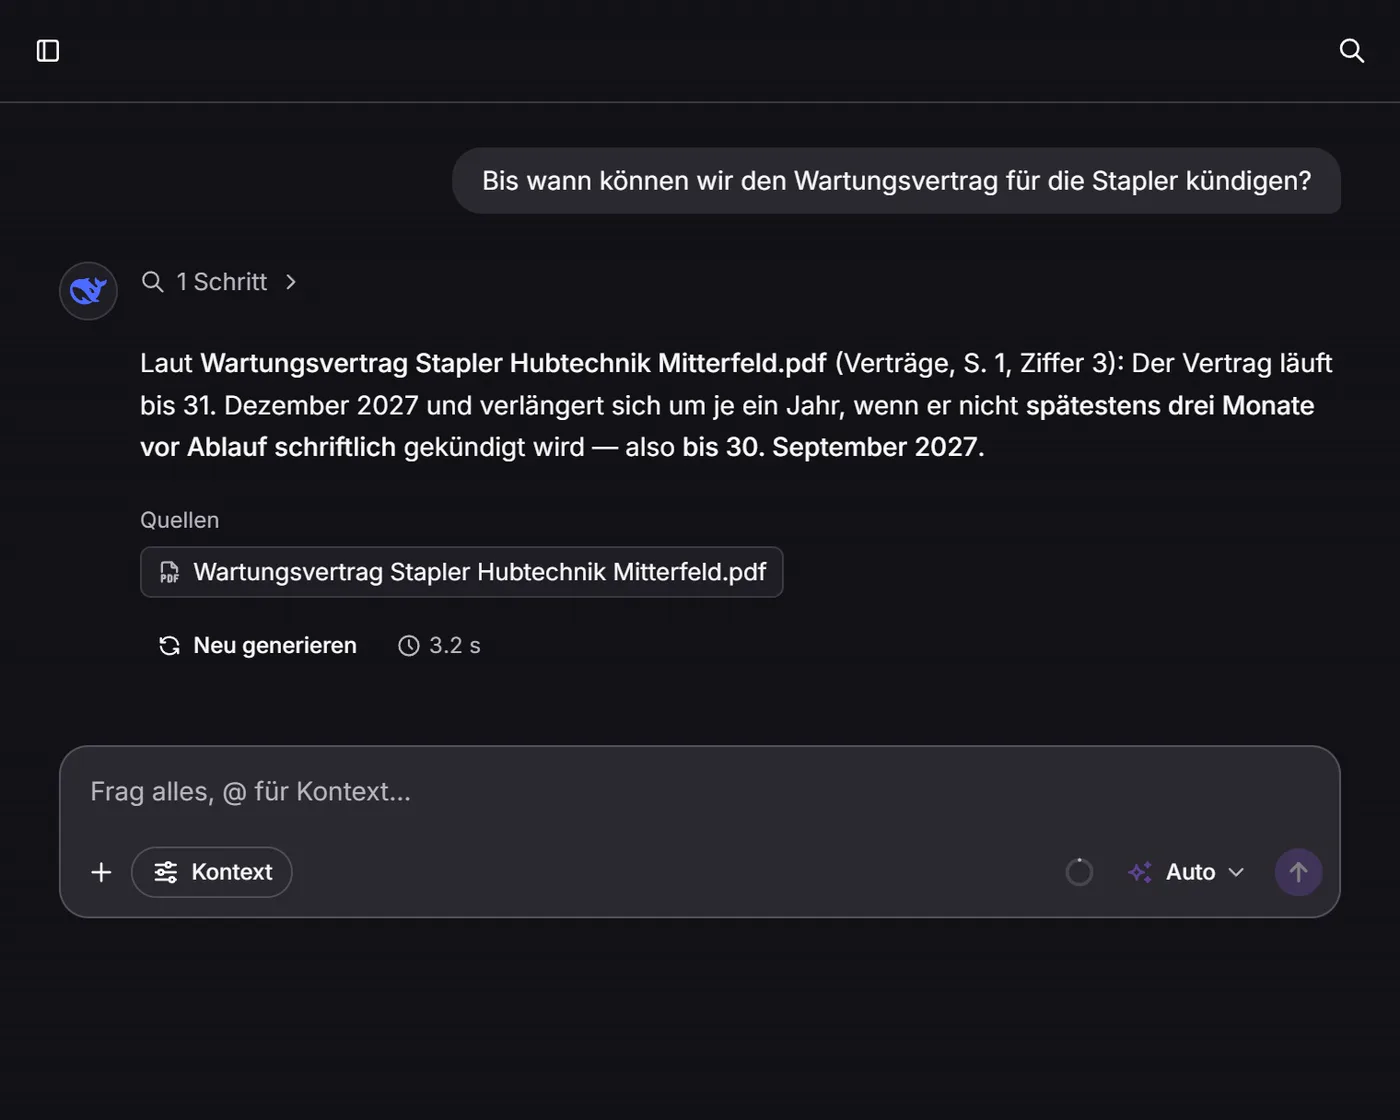 Bis wann können wir den Wartungsvertrag für die Stapler kündigen?
1 Schritt
Laut Wartungsvertrag Stapler Hubtechnik Mitterfeld.pdf (Verträge, S. 1, Ziffer 3): Der Vertrag läuft
bis 31. Dezember 2027 und verlängert sich um je ein Jahr, wenn er nicht spätestens drei Monate
vor Ablauf schriftlich gekündigt wird — also bis 30. September 2027.
Quellen
PDF Wartungsvertrag Stapler Hubtechnik Mitterfeld.pdf
Neu generieren 3.2 s
Frag alles, @ für Kontext...
Kontext Auto